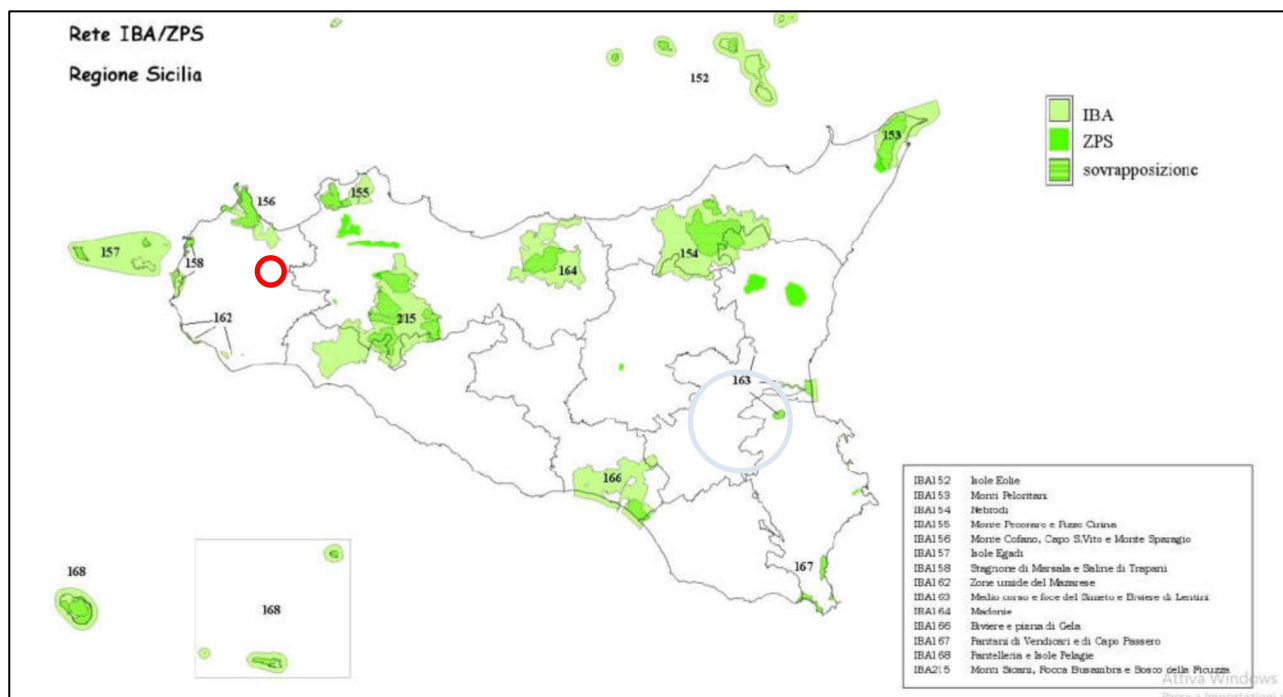 Rete IBA/ZPS
Regione Sicilia
152
IBA
ZPS
sovrapposizione
153
155
156
157
158
154
164
162
215
163
166
167
168
168
IBA152 Isole Eolie
IBA153 Monti Peloritani
IBA154 Nebrodi
IBA155 Monte Pecoraro e Pizzo Cirina
IBA156 Monte Cofano, Capo S.Vito e Monte Sparagio
IBA157 Isole Egadi
IBA158 Stagnone di Marsala e Saline di Trapani
IBA162 Zone umide del Mazarese
IBA163 Medio corso e foce del Simeto e Biviere di Lentini
IBA164 Madonie
IBA166 Biviere e piana di Gela
IBA167 Pantani di Vendicari e di Capo Passero
IBA168 Pantelleria e Isole Pelagie
IBA215 Monti Sicani, Rocca Busambra e Bosco della Ficuzza
Attiva Windows